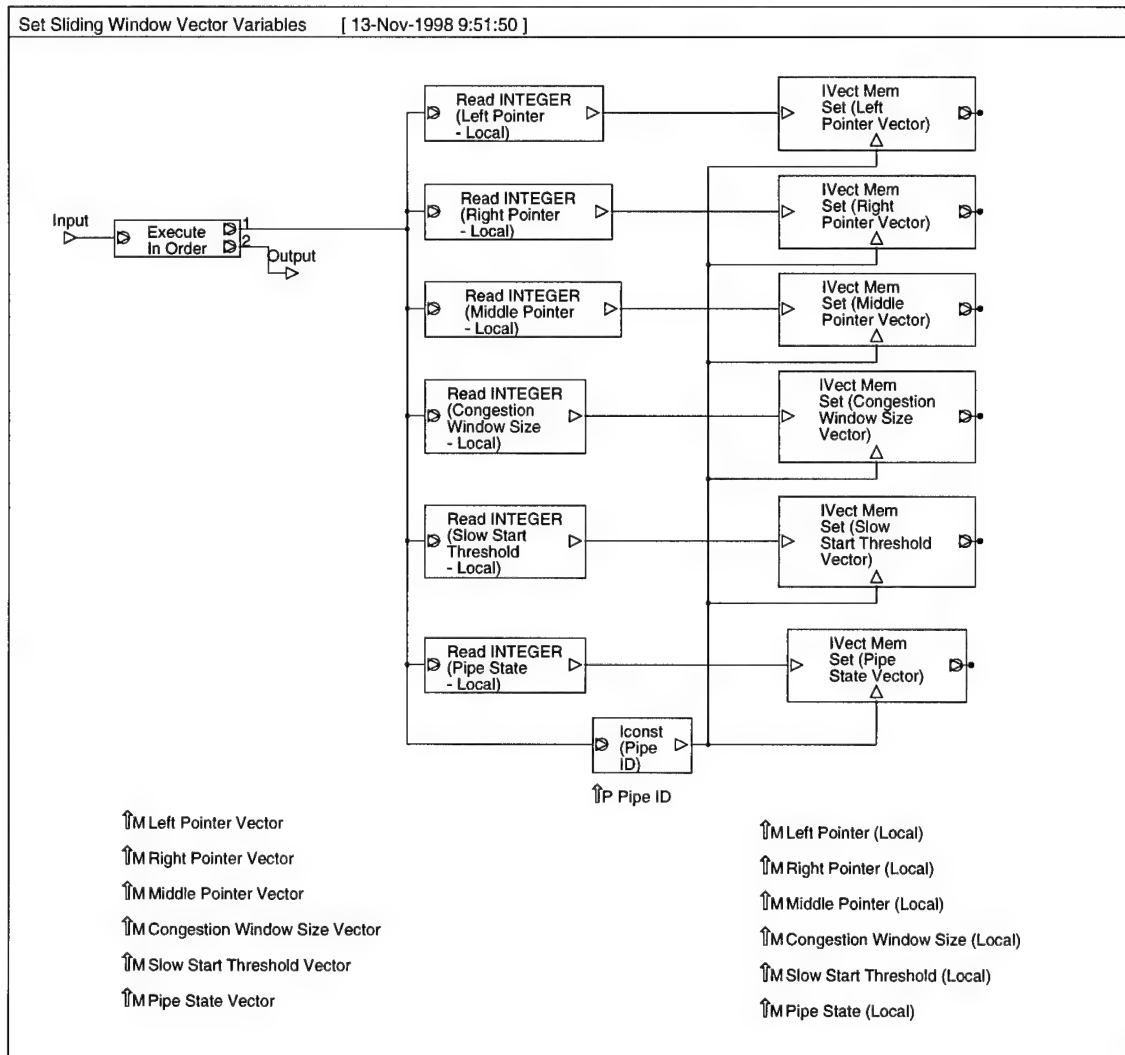 Set Sliding Window Vector Variables [ 13-Nov-1998 9:51:50 ]
Read INTEGER
(Left Pointer
- Local)
IVect Mem
Set (Left
Pointer Vector)
Input
Execute
In Order
1
2
Output
Read INTEGER
(Right Pointer
- Local)
IVect Mem
Set (Right
Pointer Vector)
Read INTEGER
(Middle Pointer
- Local)
IVect Mem
Set (Middle
Pointer Vector)
Read INTEGER
(Congestion
Window Size
- Local)
IVect Mem
Set (Congestion
Window Size
Vector)
Read INTEGER
(Slow Start
Threshold
- Local)
IVect Mem
Set (Slow
Start Threshold
Vector)
Read INTEGER
(Pipe State
- Local)
IVect Mem
Set (Pipe
State Vector)
Iconst
(Pipe
ID)
⇑P Pipe ID
⇑M Left Pointer Vector
⇑M Right Pointer Vector
⇑M Middle Pointer Vector
⇑M Congestion Window Size Vector
⇑M Slow Start Threshold Vector
⇑M Pipe State Vector
⇑M Left Pointer (Local)
⇑M Right Pointer (Local)
⇑M Middle Pointer (Local)
⇑M Congestion Window Size (Local)
⇑M Slow Start Threshold (Local)
⇑M Pipe State (Local)